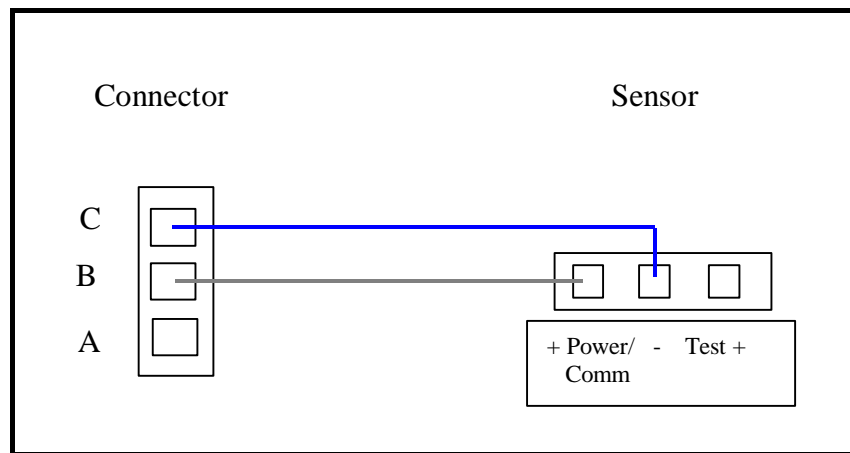 Connector
Sensor
C
B
A
+ Power/ - Test +
Comm